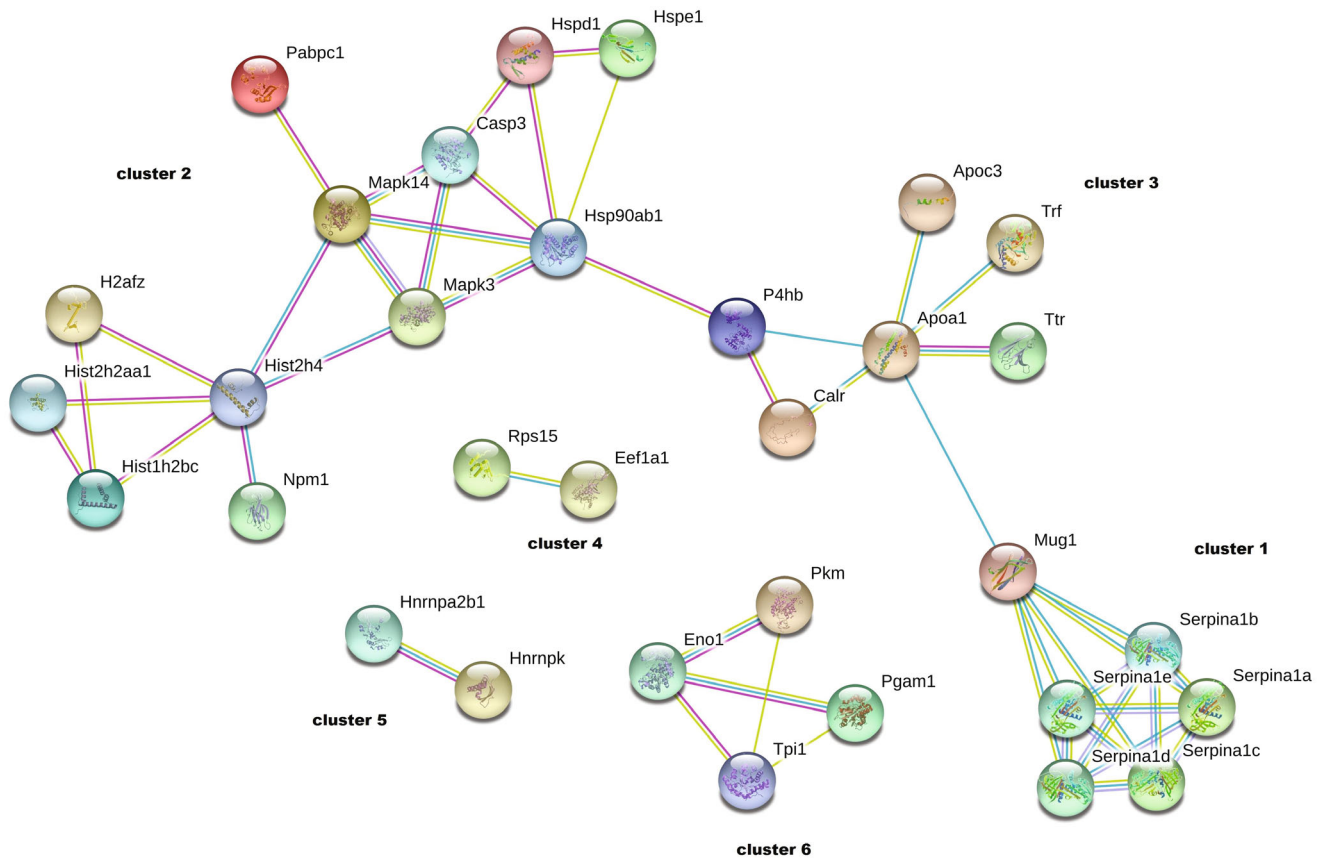 Hspd1
Hspe1
Pabpc1
Casp3
cluster 2
Apoc3
cluster 3
Mapk14
Trf
Hsp90ab1
H2afz
Mapk3
P4hb
Apoa1
Ttr
Hist2h2aa1
Hist2h4
Calr
Rps15
Eef1a1
Hist1h2bc
Npm1
cluster 4
Mug1
cluster 1
Pkm
Hnrnpa2b1
Serpina1b
Eno1
Hnrnpk
Serpina1e
Serpina1a
Pgam1
cluster 5
Tpi1
Serpina1d
Serpina1c
cluster 6